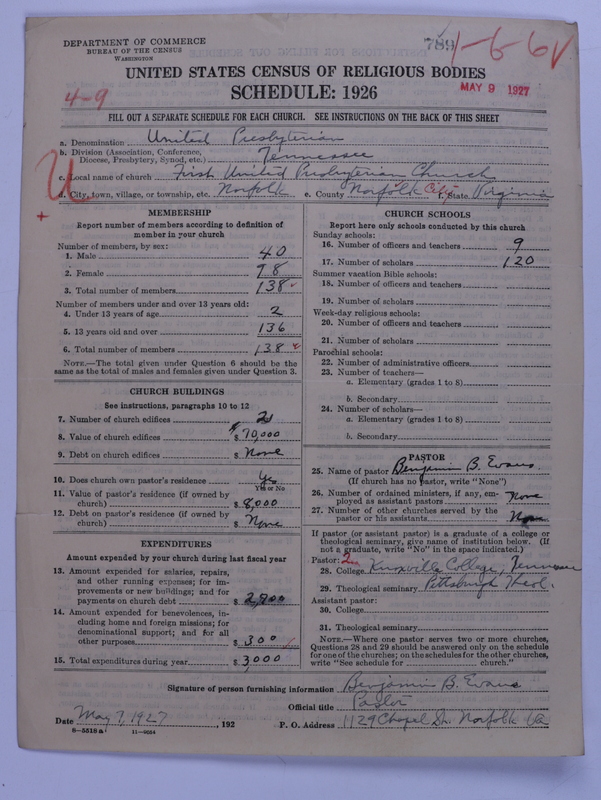 DEPARTMENT OF COMMERCE
BUREAU OF THE CENSUS
WASHINGTON
789
1-6-6V
MAY 9 1927
4-9
UNITED STATES CENSUS OF RELIGIOUS BODIES
SCHEDULE: 1926
FILL OUT A SEPARATE SCHEDULE FOR EACH CHURCH. SEE INSTRUCTIONS ON THE BACK OF THIS SHEET
a. Denomination United Presbyterian
b. Division (Association, Conference, Diocese, Presbytery, Synod, etc.) Tennessee
U
c. Local name of church First United Presbyterian Church
d. City, town, village, or township, etc. Norfolk e. County Norfolk City f. State Virginia
+
MEMBERSHIP
Report number of members according to definition of
member in your church
Number of members, by sex:
1. Male 40
2. Female 98
3. Total number of members 138
Number of members under and over 13 years old:
4. Under 13 years of age 2
5. 13 years old and over 136
6. Total number of members 138
NOTE.—The total given under Question 6 should be
same as the total of males and females given under Question 3.
CHURCH BUILDINGS
See instructions, paragraphs 10 to 12
7. Number of church edifices 2
8. Value of church edifices $ 70,000
9. Debt on church edifices $ None
10. Does church own pastor's residence Yes
Yes or No
11. Value of pastor's residence (if owned by
church) $ 8,000
12. Debt on pastor's residence (if owned by
church) $ None
EXPENDITURES
Amount expended by your church during last fiscal year
13. Amount expended for salaries, repairs,
and other running expenses; for im-
provements or new buildings; and for
payments on church debt $ 2,700
14. Amount expended for benevolences, in-
cluding home and foreign missions; for
denominational support; and for all
other purposes $ 300
15. Total expenditures during year $ 3,000
CHURCH SCHOOLS
Report here only schools conducted by this church
Sunday schools:
16. Number of officers and teachers 9
17. Number of scholars 120
Summer vacation Bible schools:
18. Number of officers and teachers
19. Number of scholars
Week-day religious schools:
20. Number of officers and teachers
21. Number of scholars
Parochial schools:
22. Number of administrative officers
23. Number of teachers—
a. Elementary (grades 1 to 8)
b. Secondary
24. Number of scholars—
a. Elementary (grades 1 to 8)
b. Secondary
PASTOR
25. Name of pastor Benjamin B. Evans
(If church has no pastor, write "None")
26. Number of ordained ministers, if any, em-
ployed as assistant pastors None
27. Number of other churches served by the
pastor or his assistants None
If pastor (or assistant pastor) is a graduate of a college or
theological seminary, give name of institution below. (If
not a graduate, write "No" in the space indicated.)
Pastor:
28. College Knoxville College, Tennessee
29. Theological seminary Pittsburgh Theol.
Assistant pastor:
30. College
31. Theological seminary
NOTE.—Where one pastor serves two or more churches,
Questions 28 and 29 should be answered only on the schedule
for one of the churches; on the schedules for the other churches,
write "See schedule for church."
Signature of person furnishing information Benjamin B. Evans
Official title Pastor
Date May 7, 1927, 192 P. O. Address 1129 Chapel St. Norfolk Va
8-5518a 11-9054